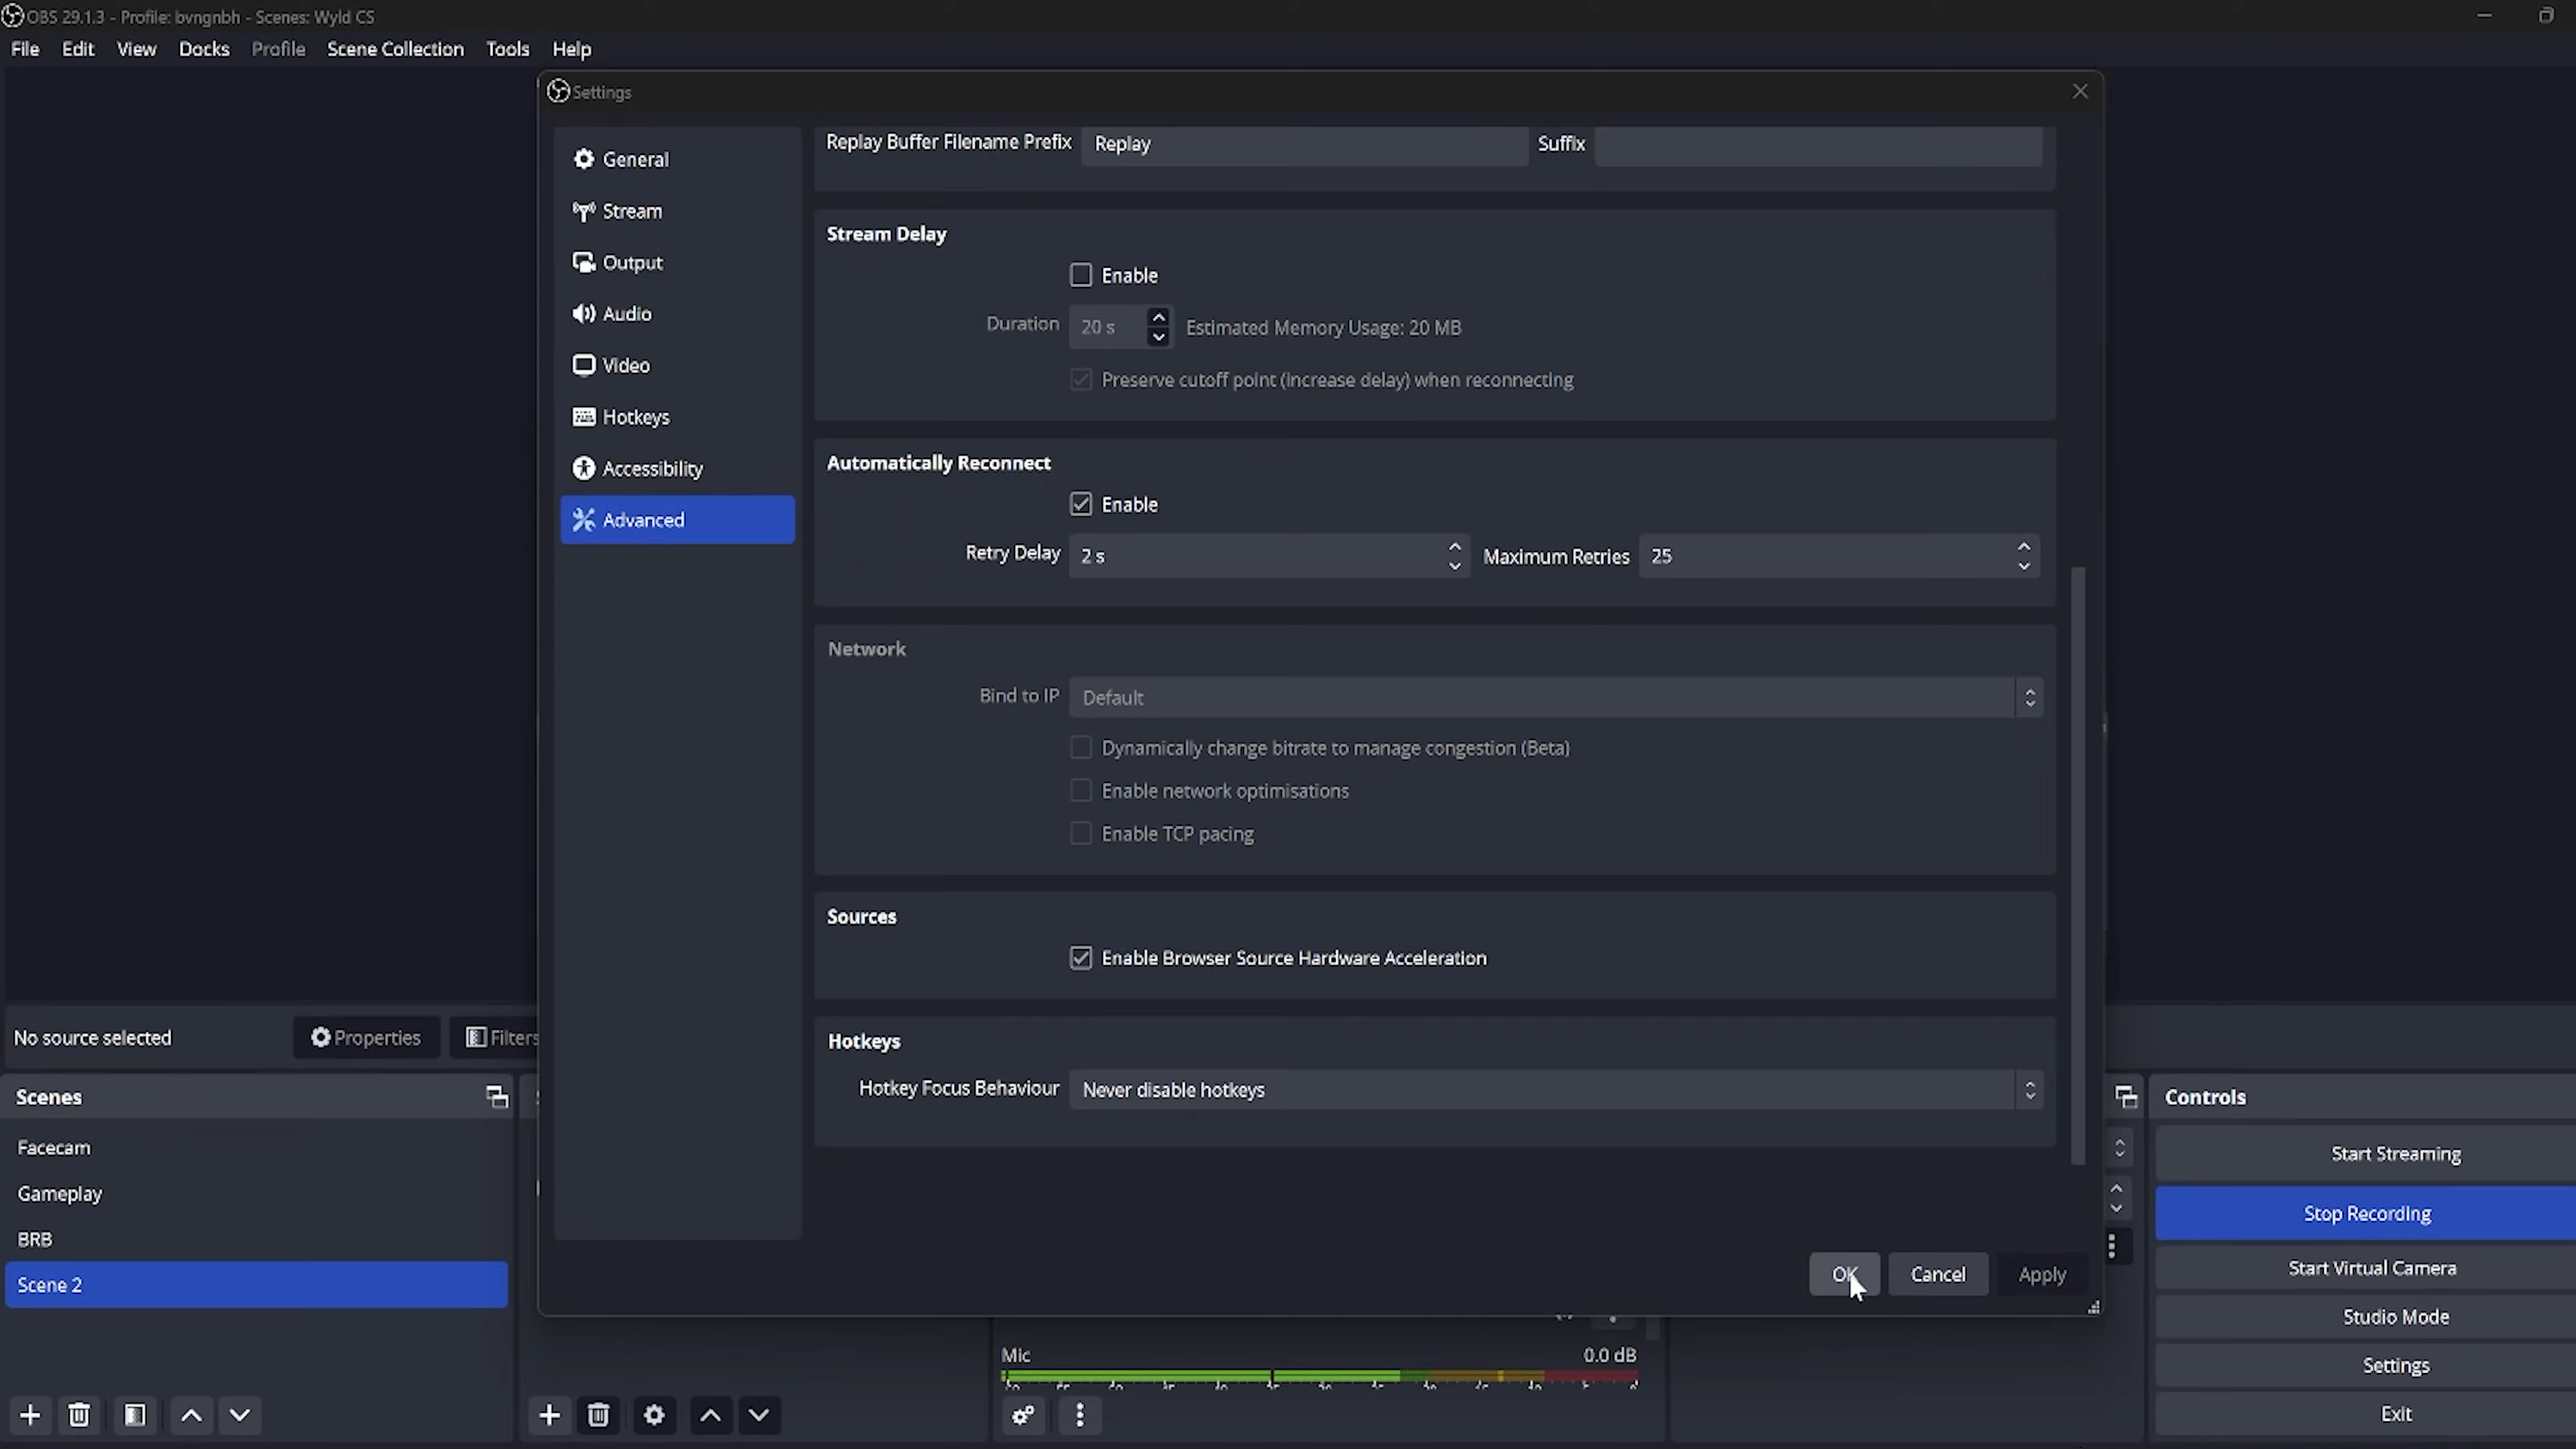 OBS 29.1.3 - Profile: bvngnbh - Scenes: Wyld CS
File Edit View Docks Profile Scene Collection Tools Help
Settings
General
Stream
Output
Audio
Video
Hotkeys
Accessibility
Advanced
Replay Buffer Filename Prefix Replay Suffix
Stream Delay
Enable
Duration 20 s Estimated Memory Usage: 20 MB
Preserve cutoff point (increase delay) when reconnecting
Automatically Reconnect
Enable
Retry Delay 2 s Maximum Retries 25
Network
Bind to IP Default
Dynamically change bitrate to manage congestion (Beta)
Enable network optimisations
Enable TCP pacing
Sources
Enable Browser Source Hardware Acceleration
Hotkeys
Hotkey Focus Behaviour Never disable hotkeys
OK Cancel Apply
No source selected Properties Filters
Scenes
Facecam
Gameplay
BRB
Scene 2
Mic 0.0 dB
Controls
Start Streaming
Stop Recording
Start Virtual Camera
Studio Mode
Settings
Exit